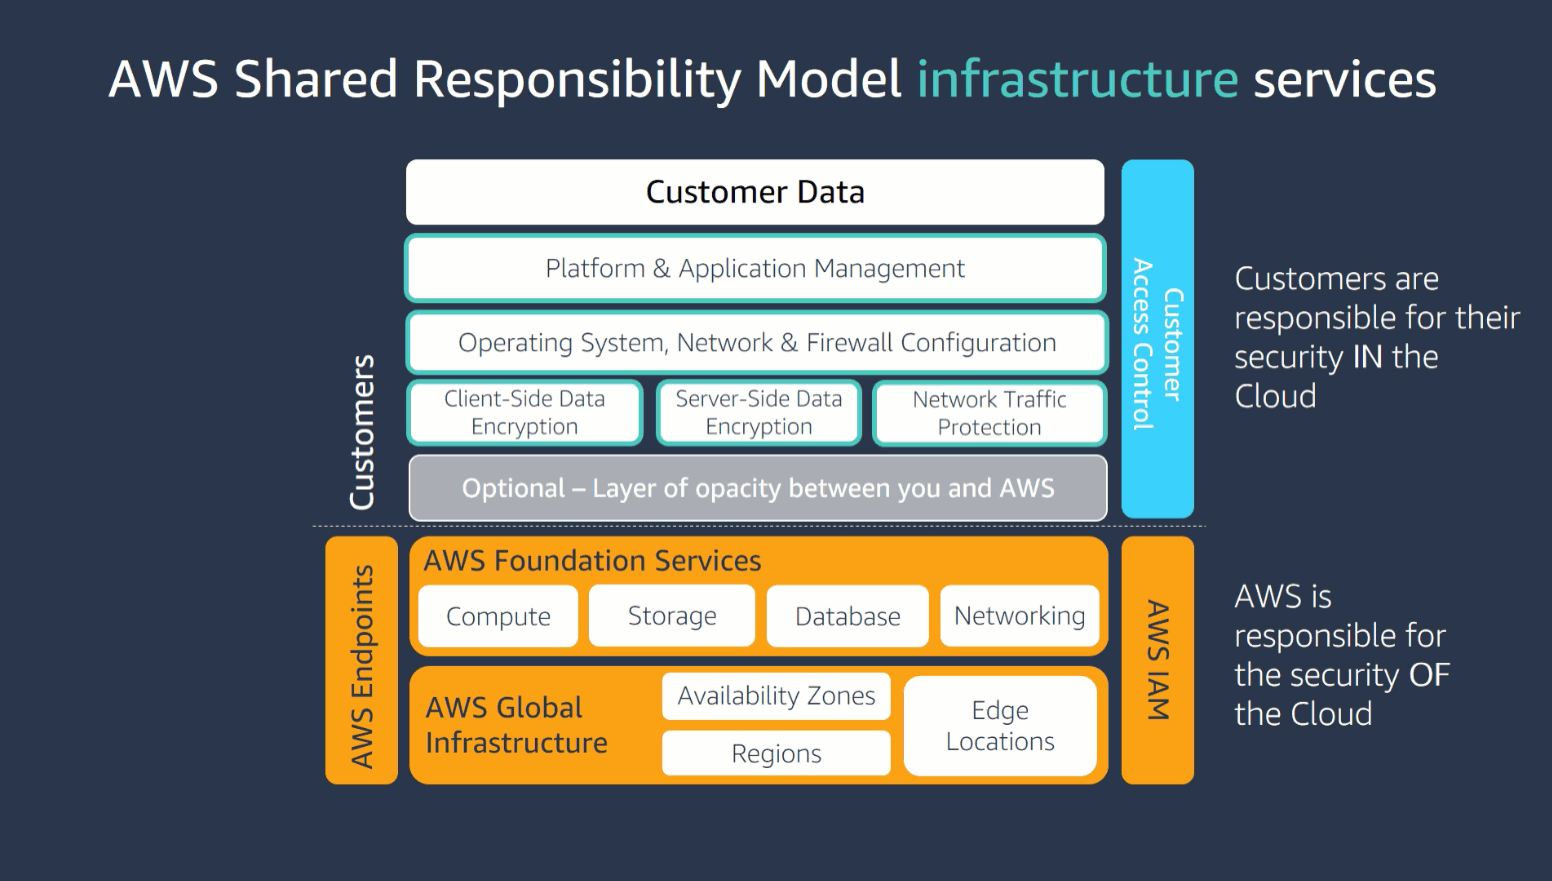 AWS Shared Responsibility Model infrastructure services
Customer Data
Platform & Application Management
Operating System, Network & Firewall Configuration
Client-Side Data
Encryption
Server-Side Data
Encryption
Network Traffic
Protection
Optional – Layer of opacity between you and AWS
Customers
Customer
Access Control
Customers are
responsible for their
security IN the
Cloud
AWS Endpoints
AWS Foundation Services
Compute
Storage
Database
Networking
AWS Global
Infrastructure
Availability Zones
Regions
Edge
Locations
AWS IAM
AWS is
responsible for
the security OF
the Cloud